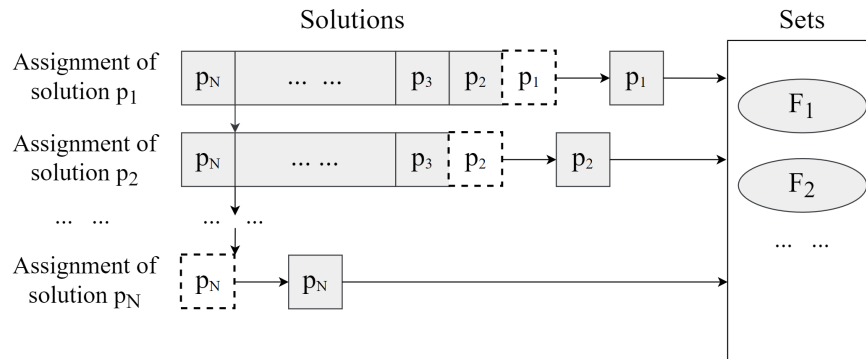 Solutions
Sets
Assignment of
solution p1
pN ... ... p3 p2 p1 p1
F1
Assignment of
solution p2
pN ... ... p3 p2 p2
F2
... ... ... ... ... ...
Assignment of
solution pN
pN pN